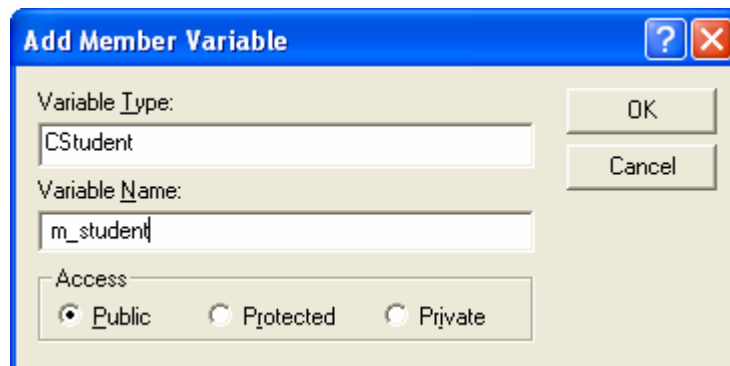 Add Member Variable
Variable Type:
CStudent
OK
Cancel
Variable Name:
m_student
Access
Public Protected Private